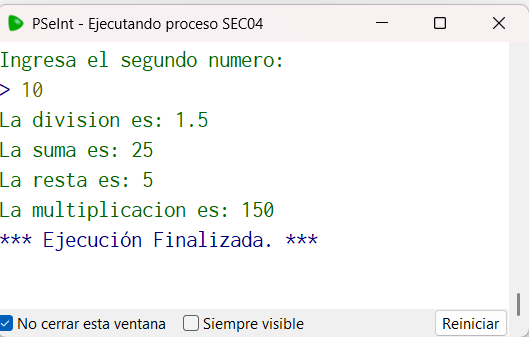 PSeInt - Ejecutando proceso SEC04
Ingresa el segundo numero:
> 10
La division es: 1.5
La suma es: 25
La resta es: 5
La multiplicacion es: 150
*** Ejecución Finalizada. ***
No cerrar esta ventana
Siempre visible
Reiniciar